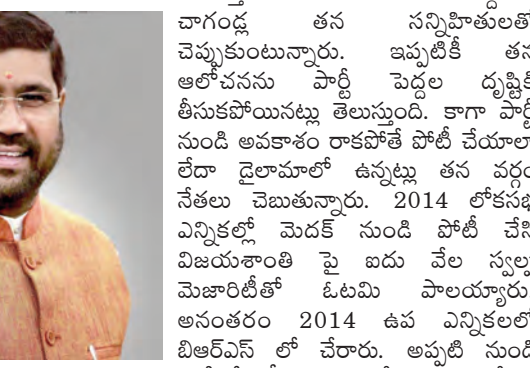 చాగండ్ల తన సన్నిహితులతో
చెప్పుకుంటున్నారు. ఇప్పటికీ తన
ఆలోచనను పార్టీ పెద్దల దృష్టికి
తీసుకపోయినట్లు తెలుస్తుంది. కాగా పార్టీ
నుండి అవకాశం రాకపోతే పోటీ చేయాలా
లేదా డైలామాలో ఉన్నట్లు తన వర్గం
నేతలు చెబుతున్నారు. 2014 లోకసభ
ఎన్నికల్లో మెదక్ నుండి పోటీ చేసి
విజయశాంతి పై ఐదు వేల స్వల్ప
మెజారిటీతో ఓటమి పాలయ్యారు.
అనంతరం 2014 ఉప ఎన్నికలలో
బిఆర్ఎస్ లో చేరారు. అప్పటి నుండి